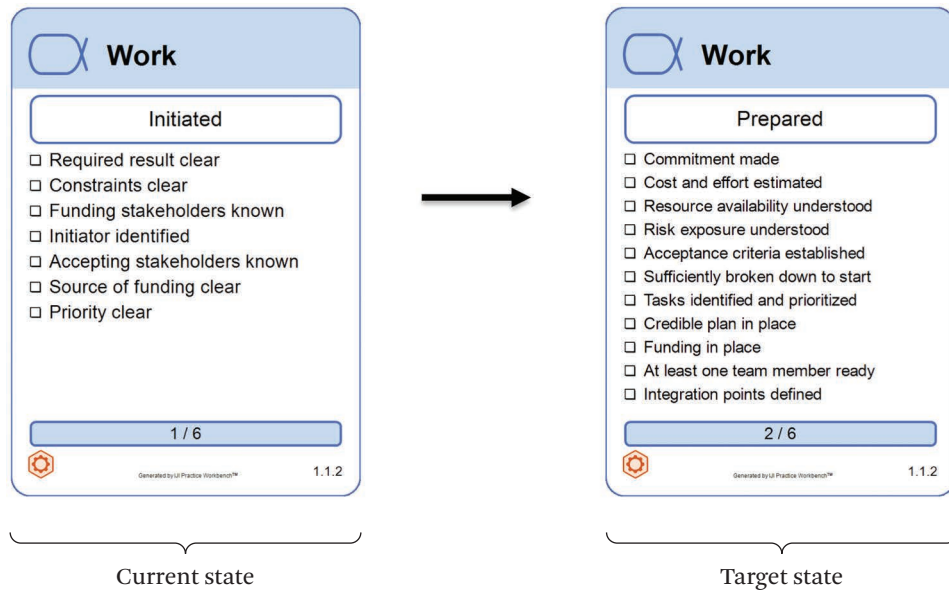 Work
Initiated
Required result clear
Constraints clear
Funding stakeholders known
Initiator identified
Accepting stakeholders known
Source of funding clear
Priority clear
1 / 6
Generated by IJI Practice Workbench™
1.1.2
Current state
Work
Prepared
Commitment made
Cost and effort estimated
Resource availability understood
Risk exposure understood
Acceptance criteria established
Sufficiently broken down to start
Tasks identified and prioritized
Credible plan in place
Funding in place
At least one team member ready
Integration points defined
2 / 6
Generated by IJI Practice Workbench™
1.1.2
Target state